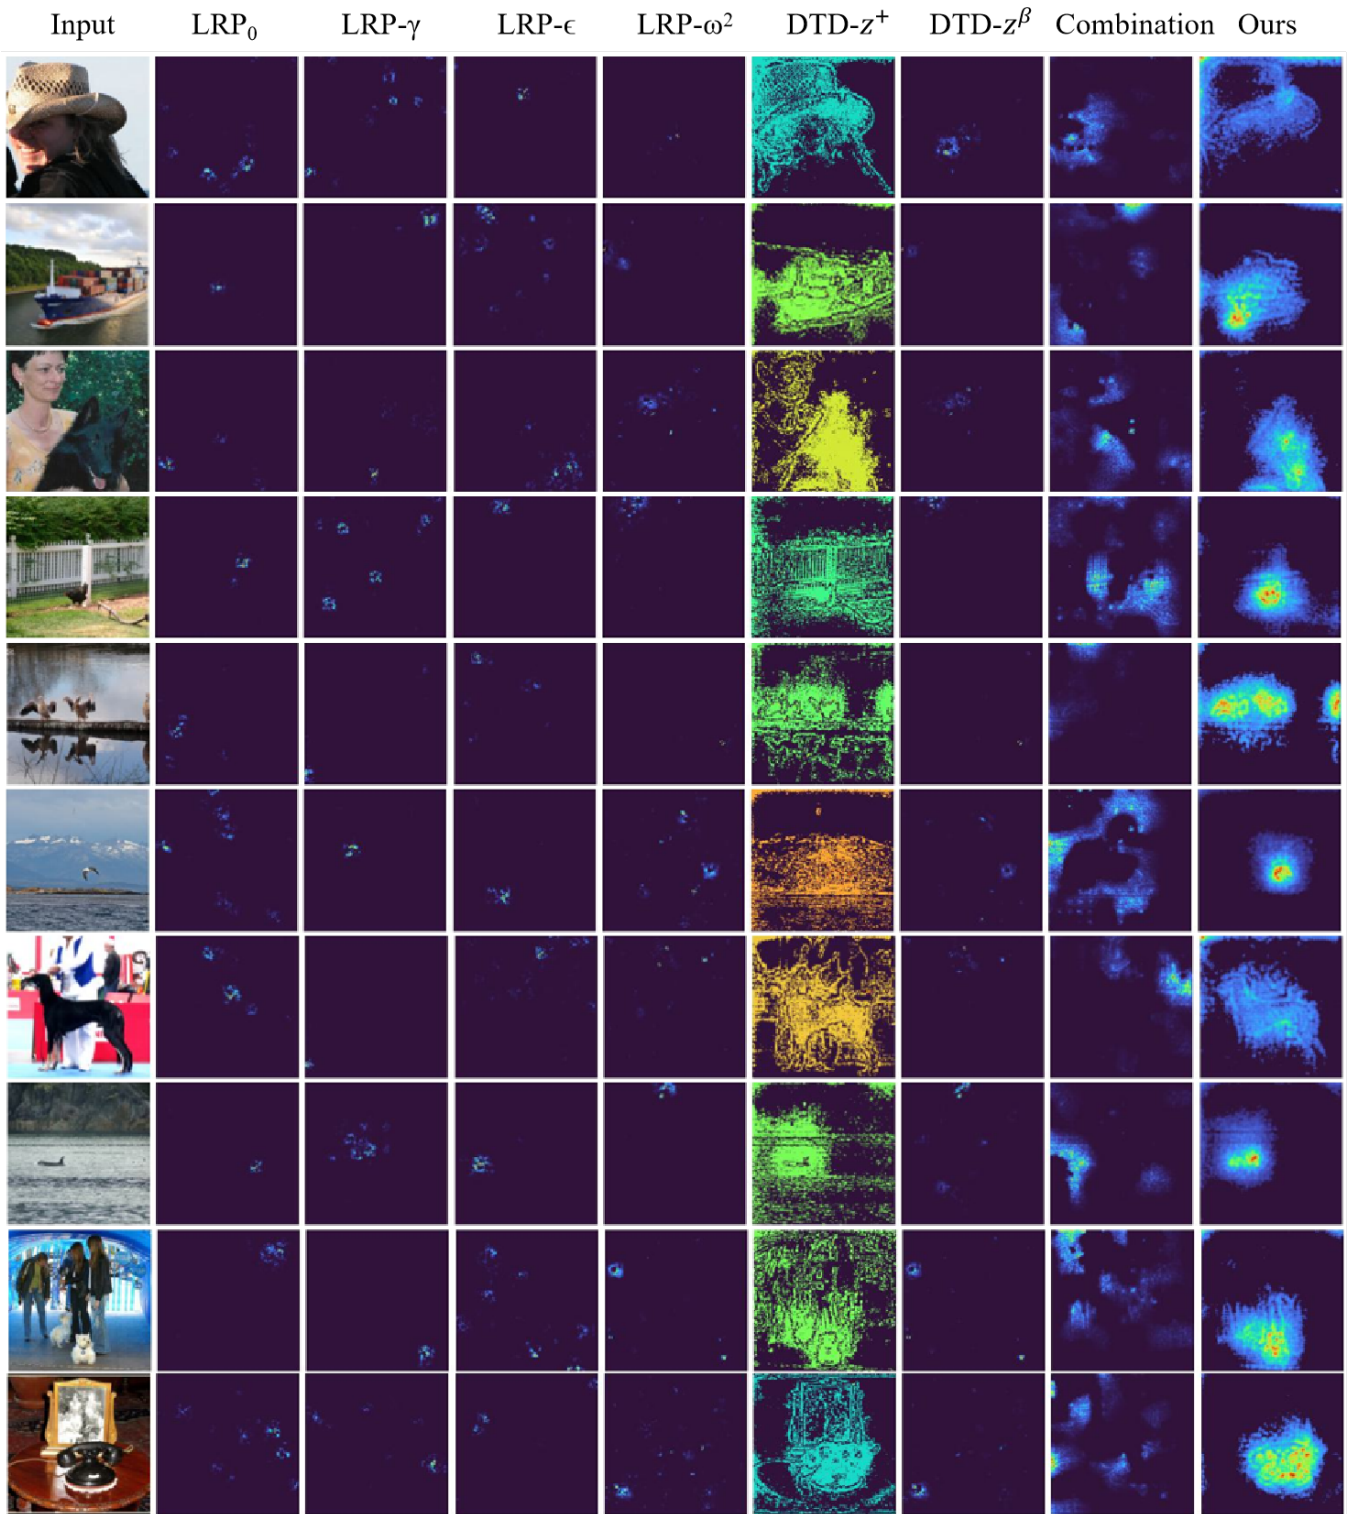 Input LRP₀ LRP-γ LRP-ϵ LRP-ω² DTD-z⁺ DTD-zᵝ Combination Ours